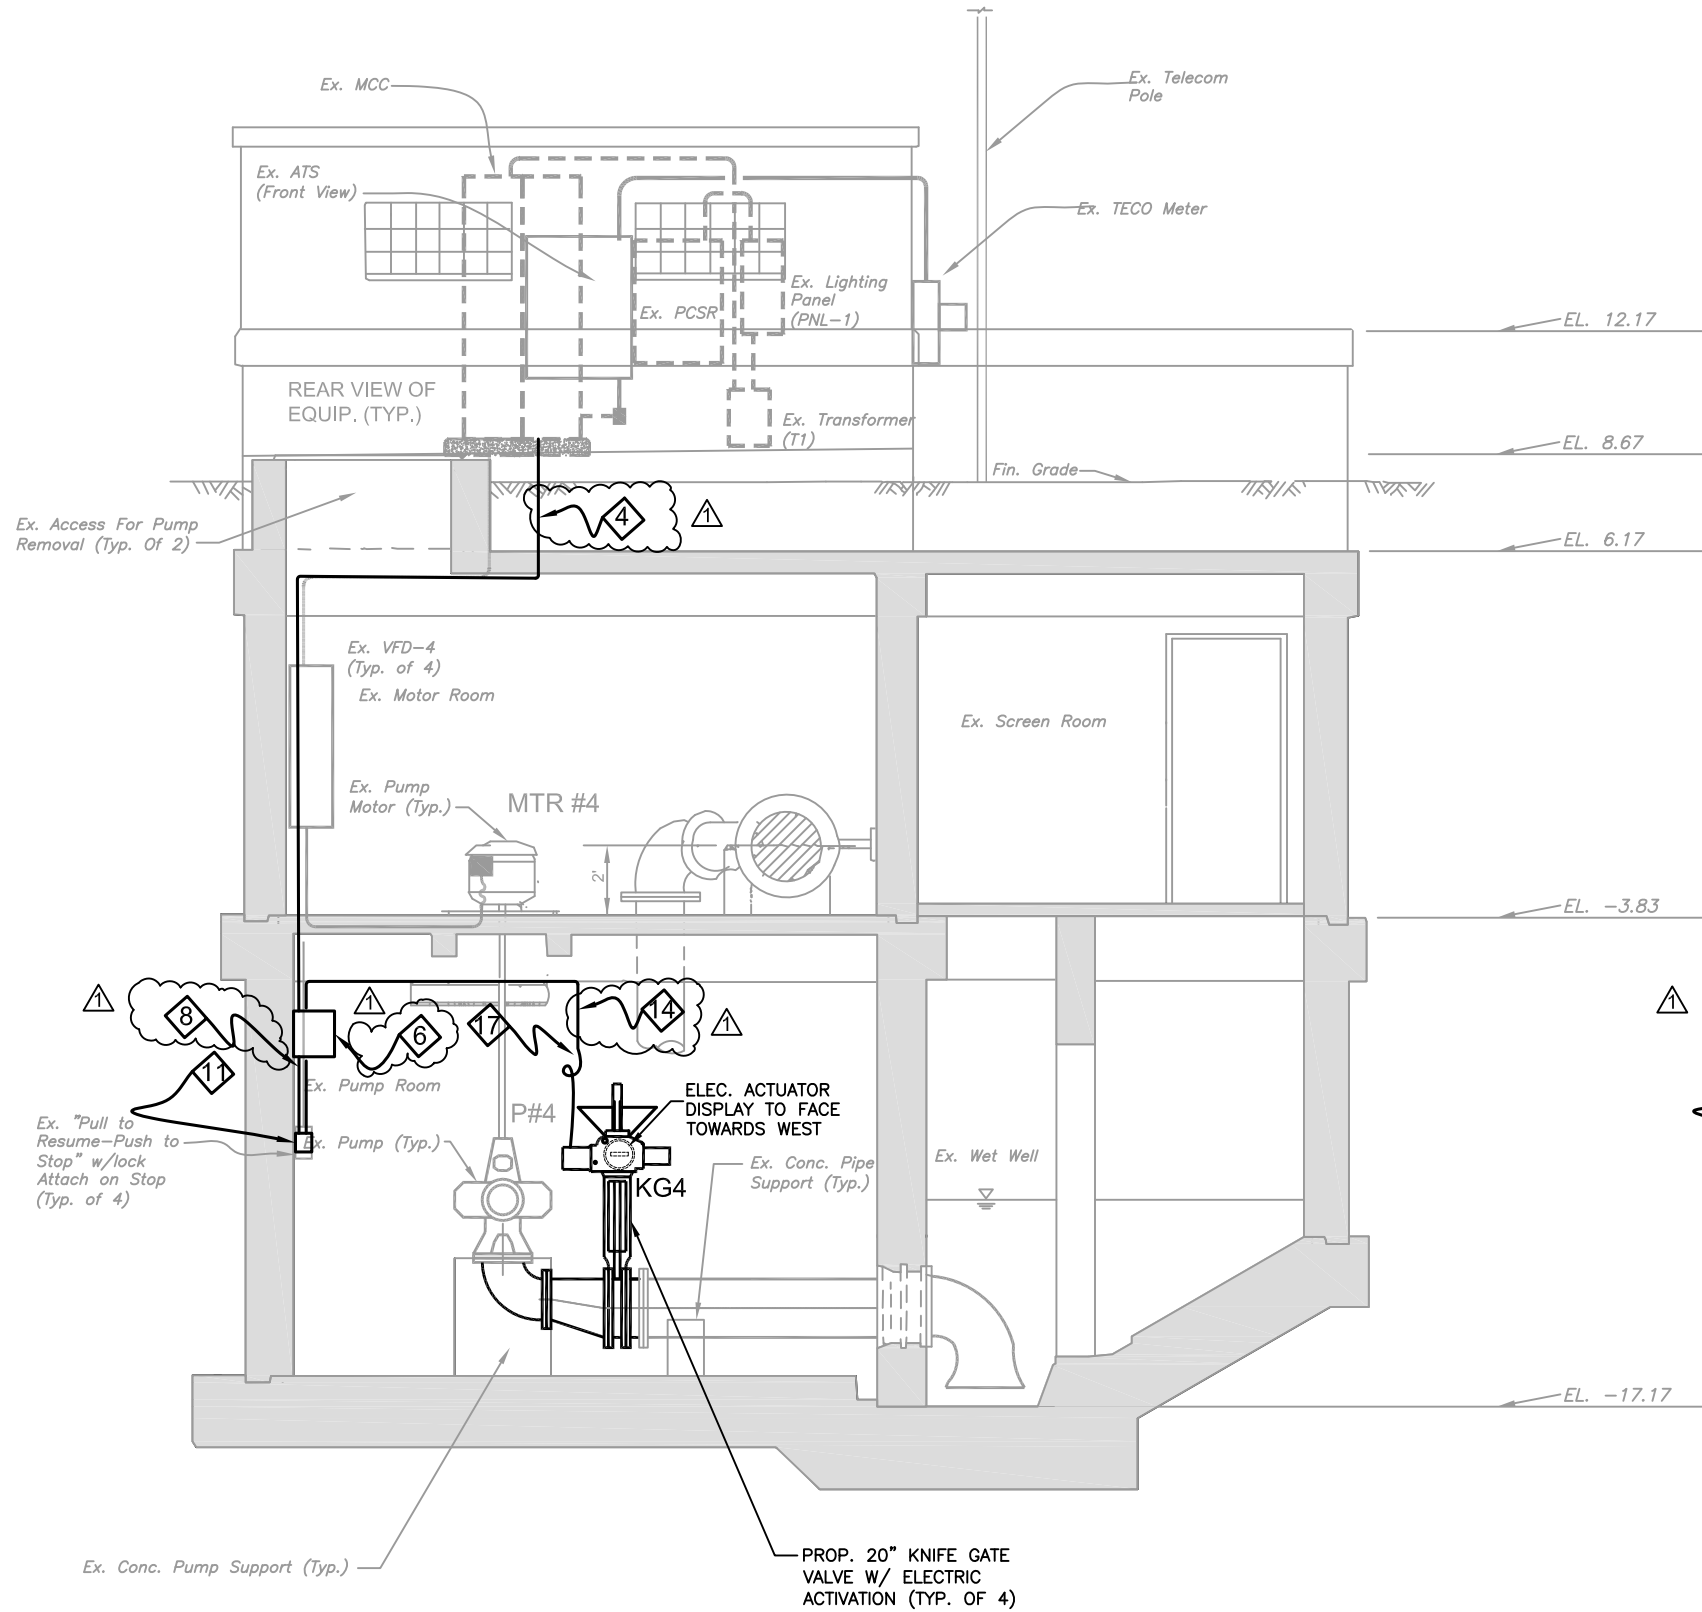 Ex. MCC
Ex. Telecom
Pole
Ex. ATS
(Front View)
Ex. TECO Meter
Ex. Lighting
Panel
(PNL-1)
Ex. PCSR
EL. 12.17
REAR VIEW OF
EQUIP. (TYP.)
Ex. Transformer
(T1)
EL. 8.67
Fin. Grade
4
1
Ex. Access For Pump
Removal (Typ. Of 2)
EL. 6.17
Ex. VFD-4
(Typ. of 4)
Ex. Motor Room
Ex. Screen Room
Ex. Pump
Motor (Typ.)
MTR #4
2'
EL. -3.83
1
8
1
6
17
14
1
1
11
Ex. Pump Room
ELEC. ACTUATOR
DISPLAY TO FACE
TOWARDS WEST
P#4
Ex. "Pull to
Resume-Push to
Stop" w/lock
Attach on Stop
(Typ. of 4)
Ex. Pump (Typ.)
Ex. Conc. Pipe
Support (Typ.)
Ex. Wet Well
KG4
EL. -17.17
Ex. Conc. Pump Support (Typ.)
PROP. 20" KNIFE GATE
VALVE W/ ELECTRIC
ACTIVATION (TYP. OF 4)